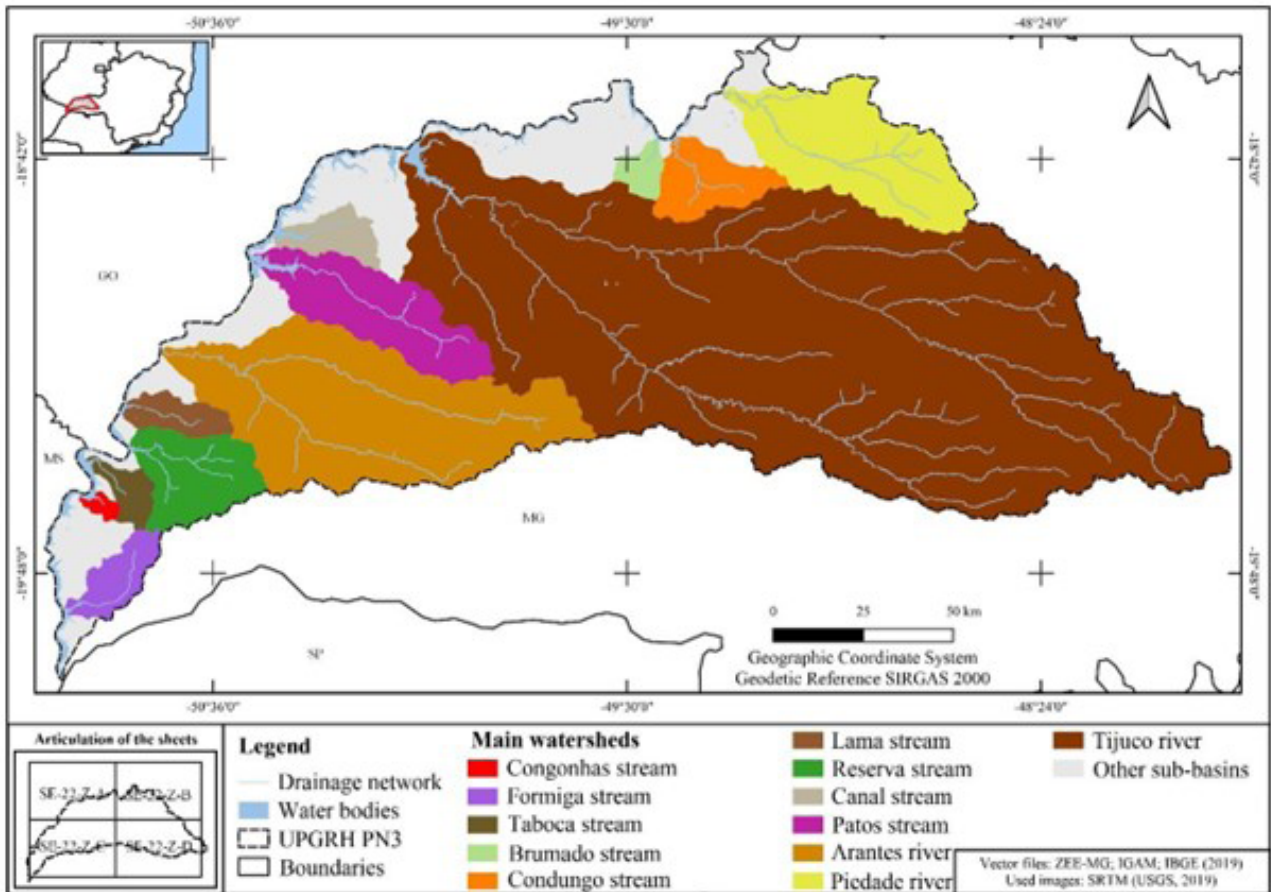 -50°36'0" -49°30'0" -48°24'0"
-18°42'0" -18°42'0"
GO
MS
MG
-19°48'0" -19°48'0"
SP
0 25 50 km
Geographic Coordinate System
Geodetic Reference SIRGAS 2000
-50°36'0" -49°30'0" -48°24'0"
Articulation of the sheets
SE-22-Z-B
SE-22-Z-D
Legend
Drainage network
Water bodies
UPGRH PN3
Boundaries
Main watersheds
Congonhas stream
Formiga stream
Taboca stream
Brumado stream
Condungo stream
Lama stream
Reserva stream
Canal stream
Patos stream
Arantes river
Piedade river
Tijuco river
Other sub-basins
Vector files: ZEE-MG; IGAM; IBGE (2019)
Used images: SRTM (USGS, 2019)